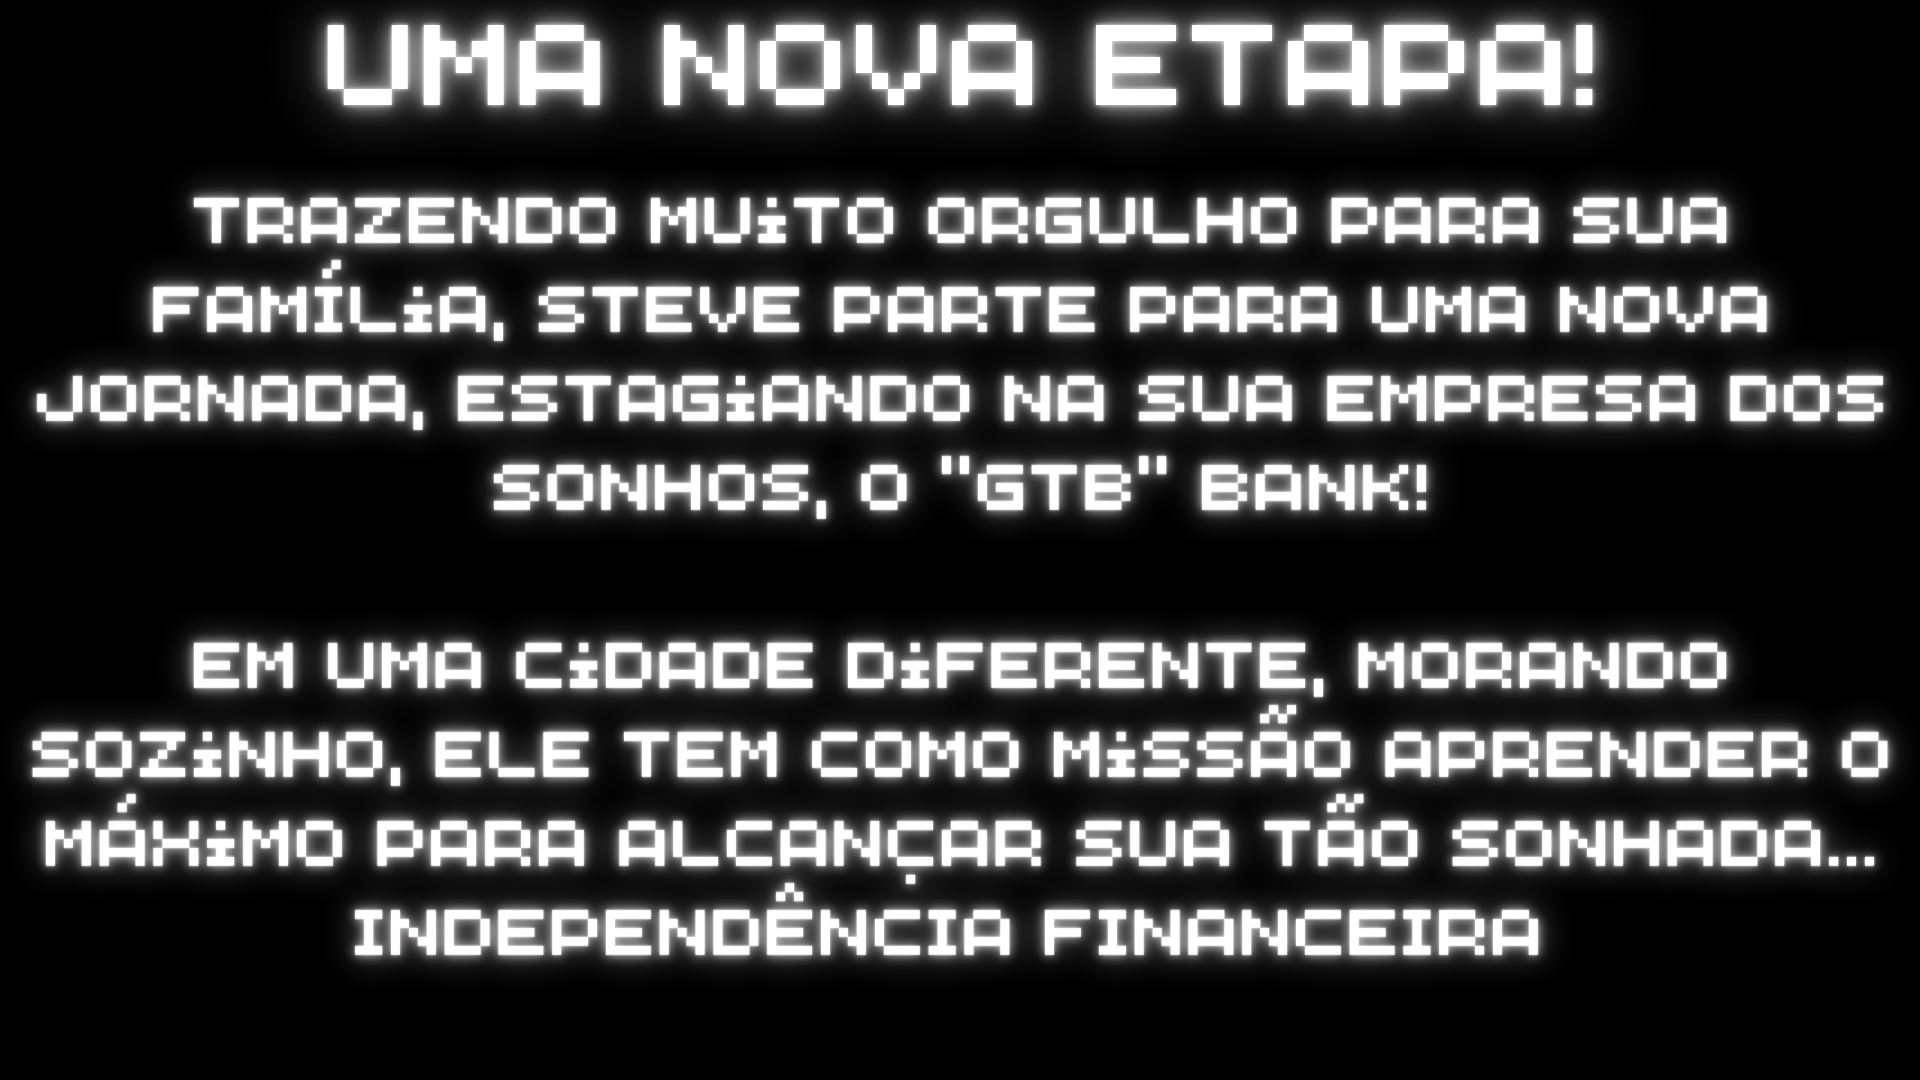 UMA NOVA ETAPA!
TRAZENDO MUiTO ORGULHO PARA SUA
FAMÍLiA, STEVE PARTE PARA UMA NOVA
JORNADA, ESTAGiANDO NA SUA EMPRESA DOS
SONHOS, O "GTB" BANK!
EM UMA CiDADE DiFERENTE, MORANDO
SOZiNHO, ELE TEM COMO MiSSÃO APRENDER O
MÁXiMO PARA ALCANÇAR SUA TÃO SONHADA...
INDEPENDÊNCIA FINANCEIRA